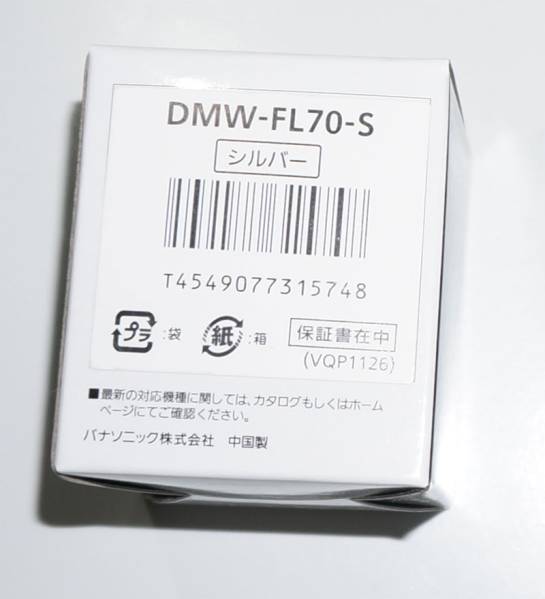 DMW-FL70-S
シルバー
T4549077315748
プラ :袋 紙 :箱 保証書在中
(VQP1126)
■最新の対応機種に関しては、カタログもしくはホーム
ページにてご確認ください。
パナソニック株式会社 中国製